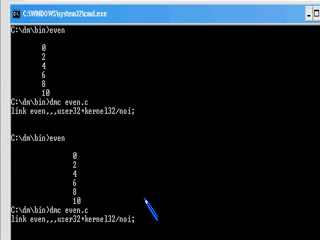 C:\WINDOWS\system32\cmd.exe
C:\dm\bin>even
0
2
4
6
8
10
C:\dm\bin>dmc even.c
link even,,,user32+kernel32/noi;
C:\dm\bin>even
0
2
4
6
8
10
C:\dm\bin>dmc even.c
link even,,,user32+kernel32/noi;